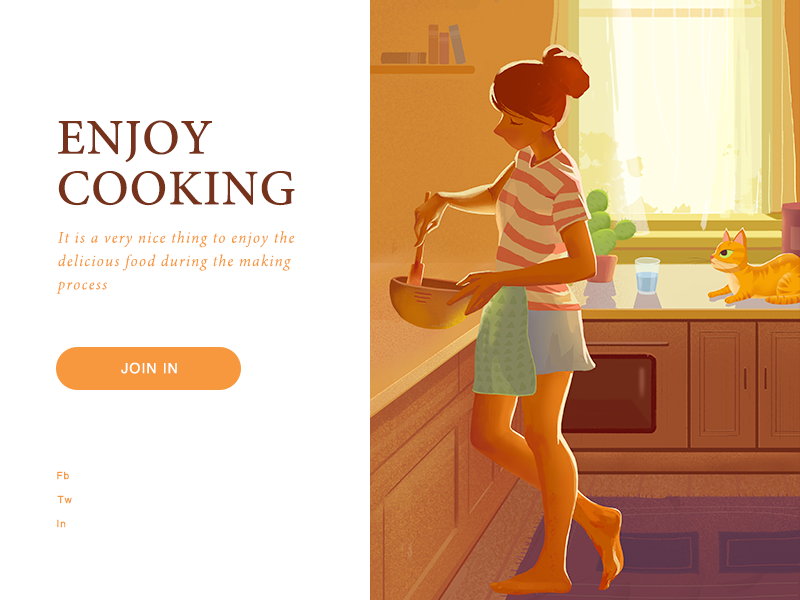 ENJOY
COOKING
It is a very nice thing to enjoy the
delicious food during the making
process
JOIN IN
Fb
Tw
In